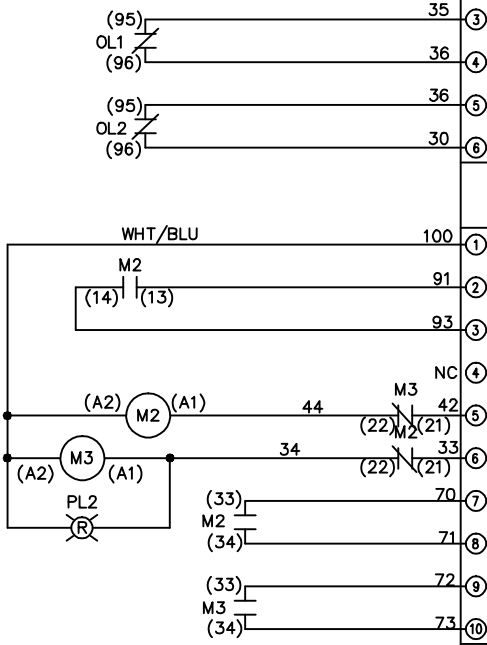 (95) 35 3
OL1
(96) 36 4
(95) 36 5
OL2
(96) 30 6
WHT/BLU 100 1
M2 91 2
(14) (13)
93 3
NC 4
M3
(A2) M2 (A1) 44 42 5
(22) (21)
M2
M3 34 33 6
(A2) (A1) (22) (21)
PL2
R
(33) 70 7
M2
(34) 71 8
(33) 72 9
M3
(34) 73 10